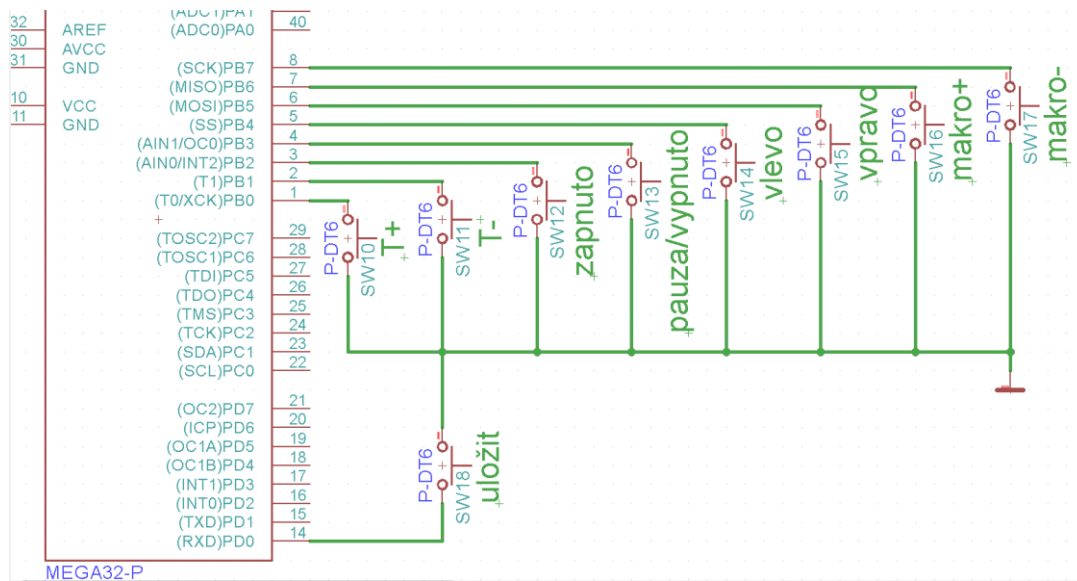 (ADC1)PA1
32 AREF (ADC0)PA0 40
30 AVCC
31 GND (SCK)PB7 8
(MISO)PB6 7
10 VCC (MOSI)PB5 6
11 GND (SS)PB4 5
(AIN1/OC0)PB3 4
(AIN0/INT2)PB2 3
(T1)PB1 2
(T0/XCK)PB0 1
(TOSC2)PC7 29
(TOSC1)PC6 28
(TDI)PC5 27
(TDO)PC4 26
(TMS)PC3 25
(TCK)PC2 24
(SDA)PC1 23
(SCL)PC0 22
(OC2)PD7 21
(ICP)PD6 20
(OC1A)PD5 19
(OC1B)PD4 18
(INT1)PD3 17
(INT0)PD2 16
(TXD)PD1 15
(RXD)PD0 14
MEGA32-P
P-DT6 SW10 T+
P-DT6 SW11 T-
P-DT6 SW12 zapnuto
P-DT6 SW13 pauza/vypnuto
P-DT6 SW14 vlevo
P-DT6 SW15 vpravo
P-DT6 SW16 makro+
P-DT6 SW17 makro-
P-DT6 SW18 uložit